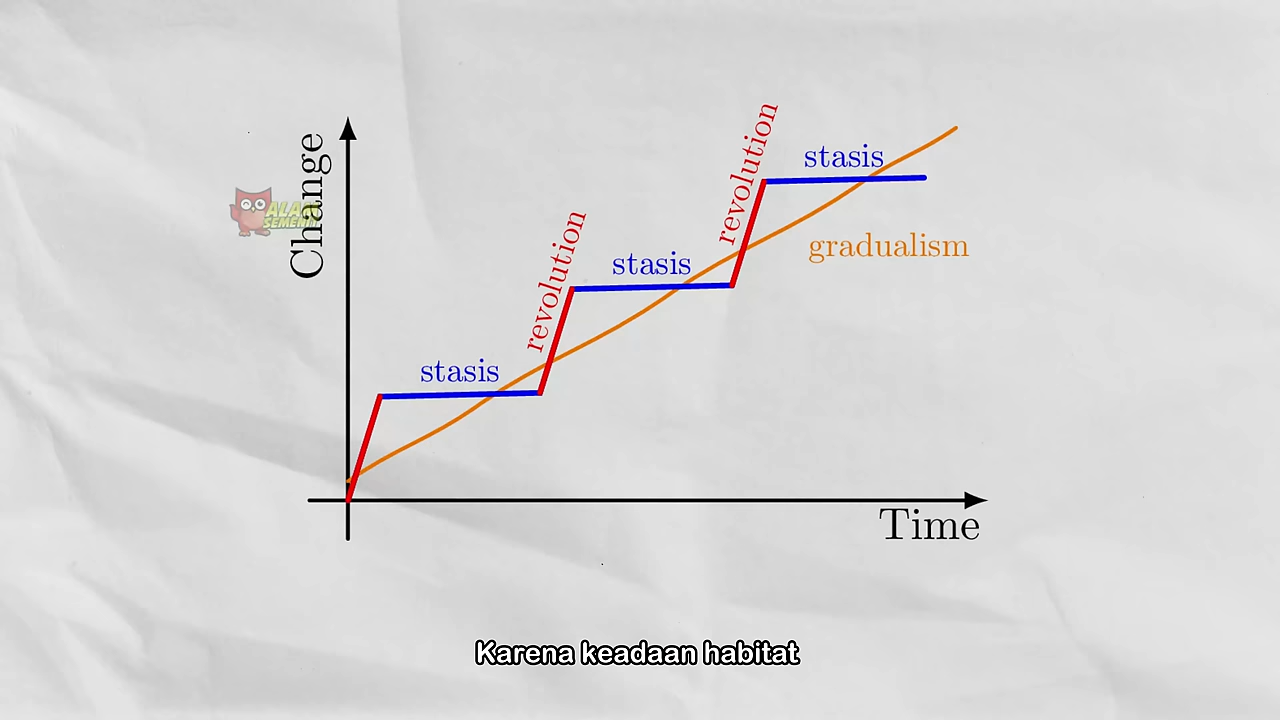 Change
revolution
stasis
revolution
stasis
gradualism
stasis
Time
Karena keadaan habitat